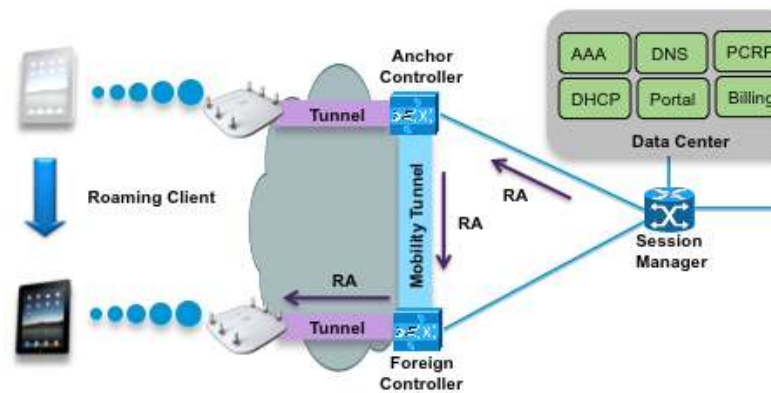 Anchor
Controller
AAA
DNS
PCRF
DHCP
Portal
Billing
Data Center
Tunnel
Roaming Client
Mobility Tunnel
RA
RA
RA
Session
Manager
Tunnel
Foreign
Controller